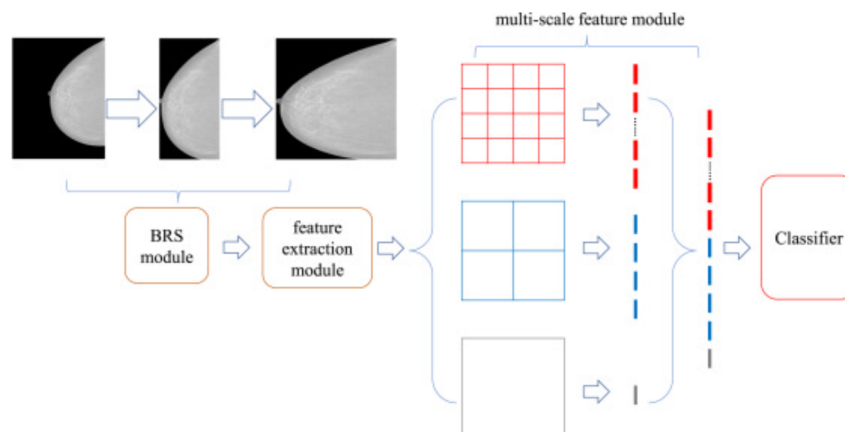 multi-scale feature module
BRS
module
feature
extraction
module
Classifier